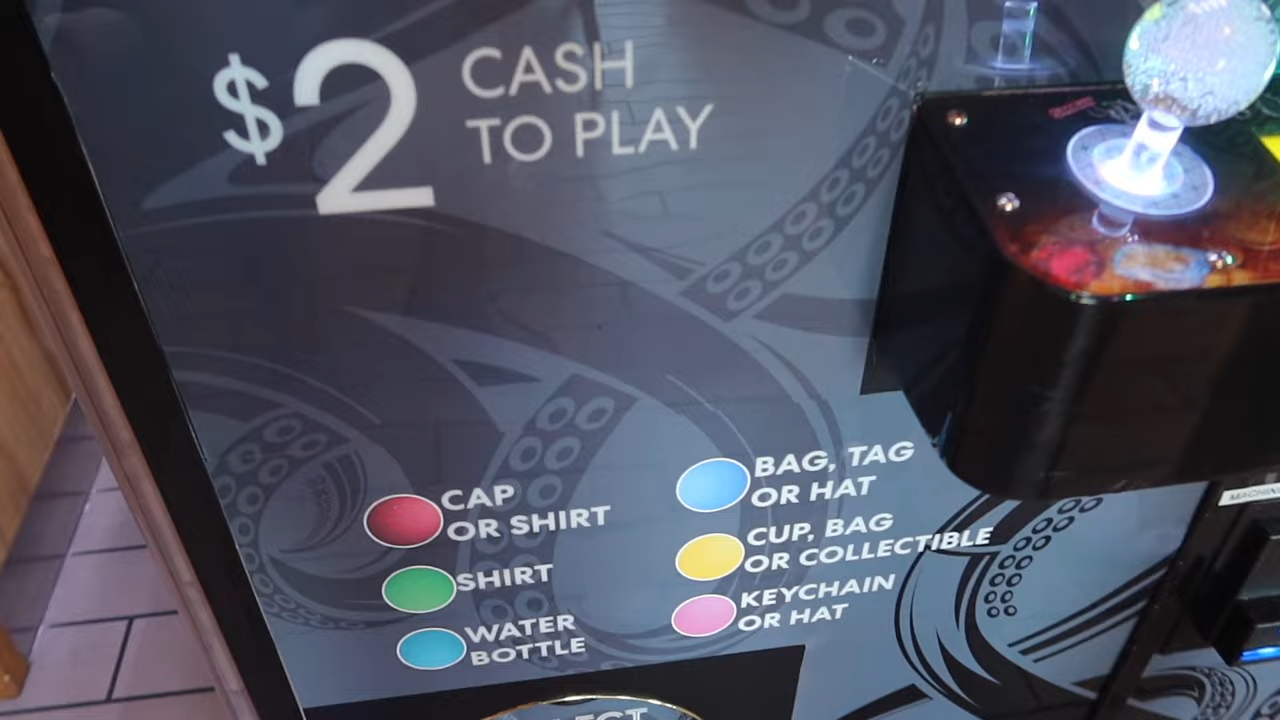 $2 CASH
TO PLAY
CAP
OR SHIRT
SHIRT
WATER
BOTTLE
BAG, TAG
OR HAT
CUP, BAG
OR COLLECTIBLE
KEYCHAIN
OR HAT